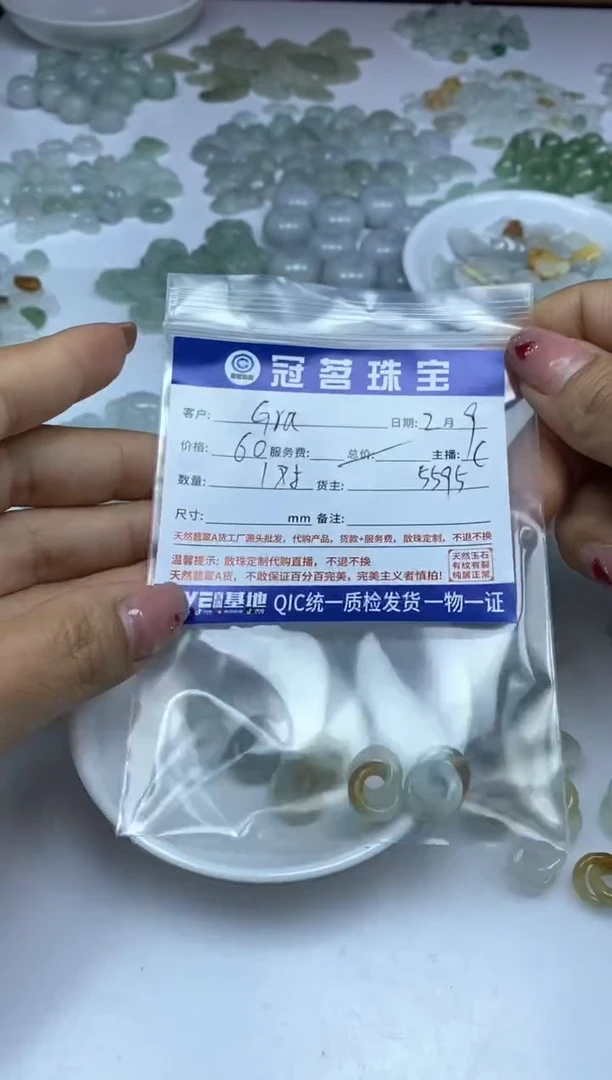 冠茗珠宝
客户: Gra 日期: 2月9
价格: 60 服务费: 总价: 主播: C
数量: 1对 货主: 5595
尺寸: mm 备注:
天然翡翠A货工厂源头批发，代购产品，货款+服务费，散珠定制，不退不换
温馨提示: 散珠定制代购直播，不退不换
天然翡翠A货，不敢保证百分百完美，完美主义者慎拍!
天然玉石
有纹有裂
纯属正常
基地 QIC统一质检发货 一物一证